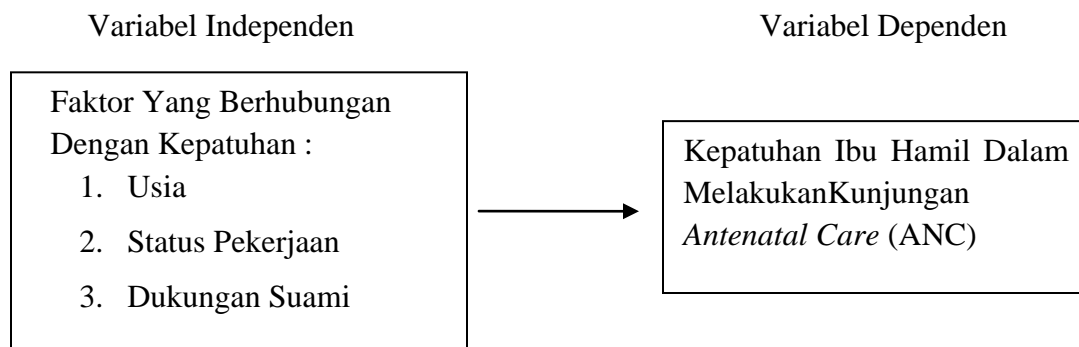 Variabel Independen
Variabel Dependen
Faktor Yang Berhubungan
Dengan Kepatuhan :
1. Usia
2. Status Pekerjaan
3. Dukungan Suami
Kepatuhan Ibu Hamil Dalam
MelakukanKunjungan
Antenatal Care (ANC)